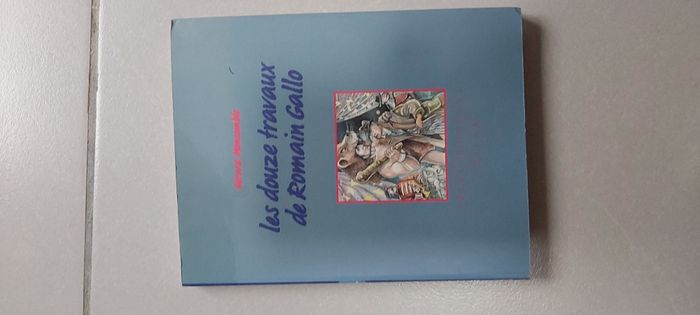 les douze travaux
de Romain Gallo